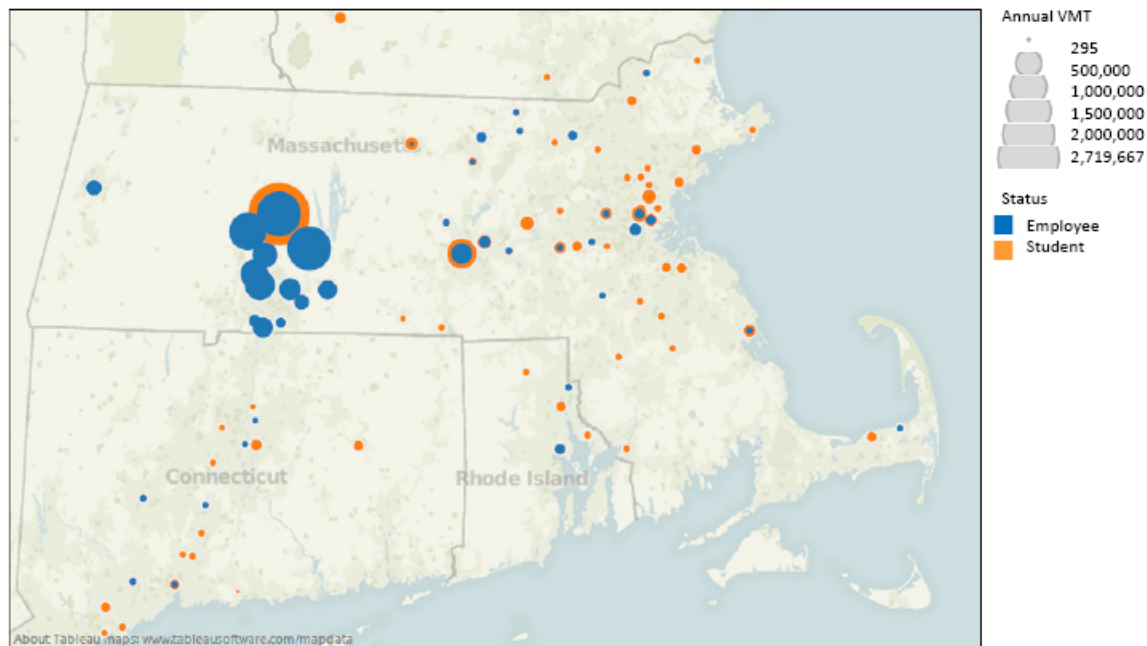 Annual VMT
295
500,000
1,000,000
1,500,000
2,000,000
2,719,667
Status
Employee
Student
Massachusetts
Connecticut
Rhode Island
About Tableau maps: www.tableausoftware.com/mapdata